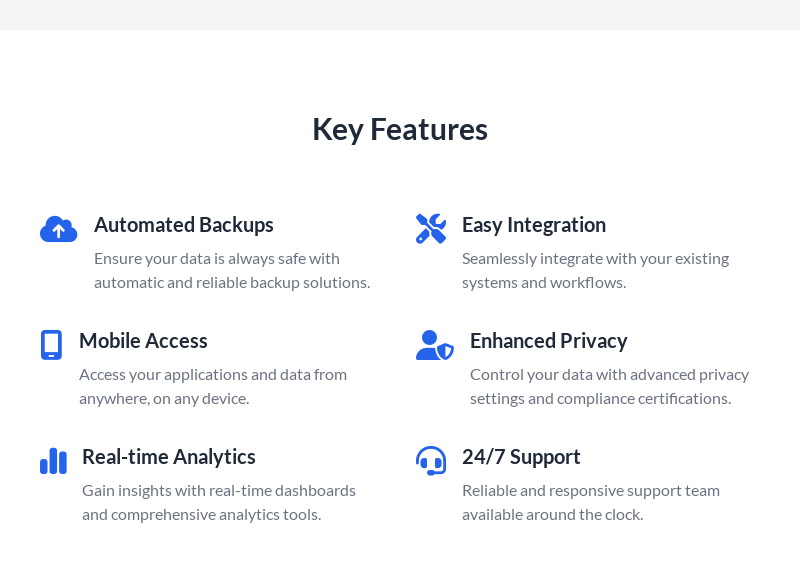 Key Features
Automated Backups
Ensure your data is always safe with
automatic and reliable backup solutions.
Easy Integration
Seamlessly integrate with your existing
systems and workflows.
Mobile Access
Access your applications and data from
anywhere, on any device.
Enhanced Privacy
Control your data with advanced privacy
settings and compliance certifications.
Real-time Analytics
Gain insights with real-time dashboards
and comprehensive analytics tools.
24/7 Support
Reliable and responsive support team
available around the clock.